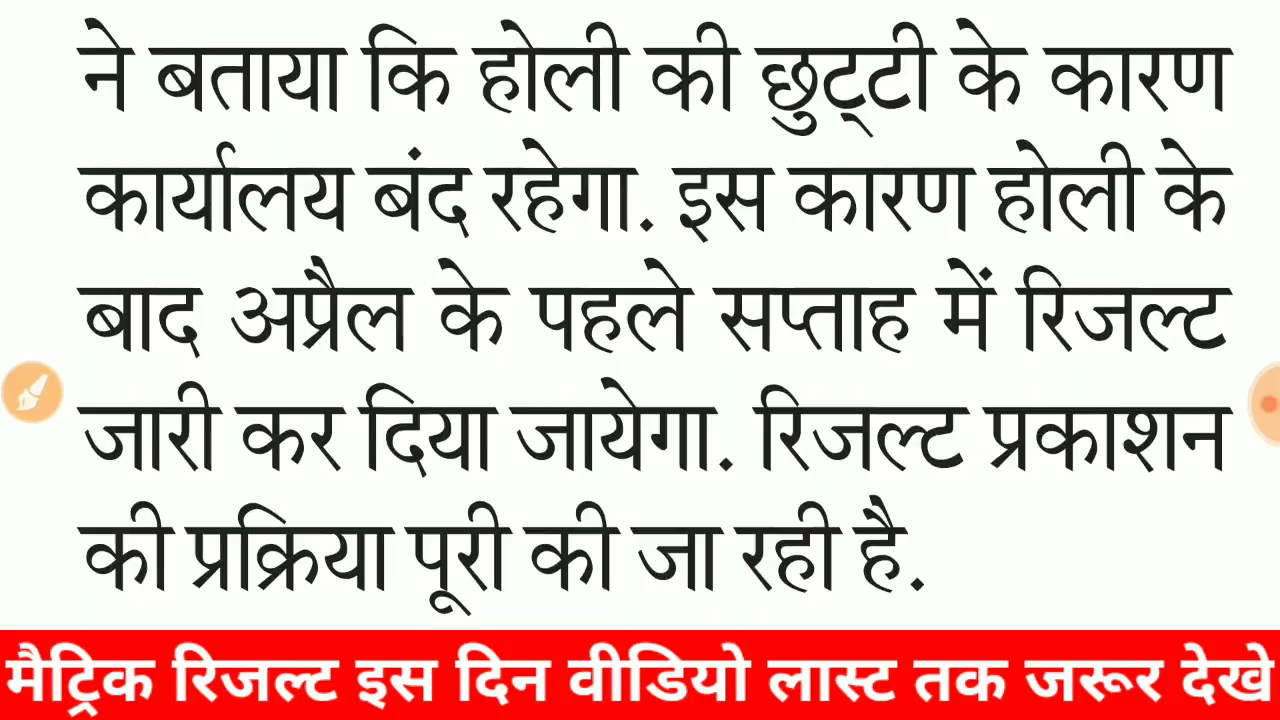 ने बताया कि होली की छुट्‌टी के कारण
कार्यालय बंद रहेगा. इस कारण होली के
बाद अप्रैल के पहले सप्ताह में रिजल्ट
जारी कर दिया जायेगा. रिजल्ट प्रकाशन
की प्रक्रिया पूरी की जा रही है.
मैट्रिक रिजल्ट इस दिन वीडियो लास्ट तक जरूर देखे